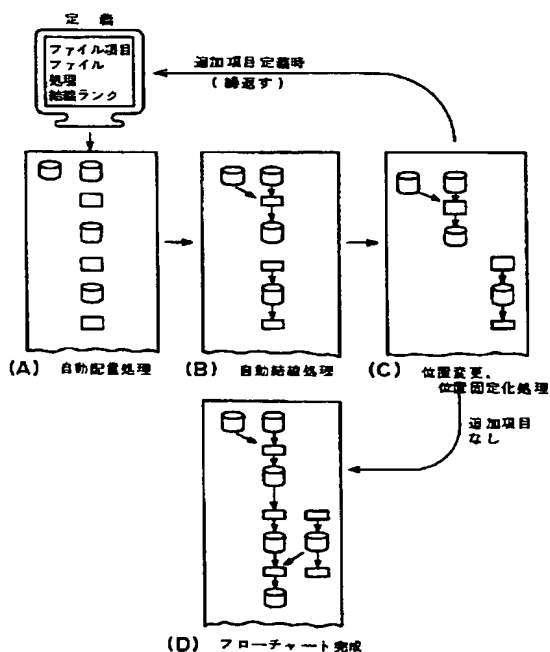 定義
ファイル項目
ファイル
処理
結線ランク
追加項目定義時
(繰返す)
(A) 自動配置処理
(B) 自動結線処理
(C) 位置変更,
位置固定化処理
追加項目
なし
(D) フローチャート完成